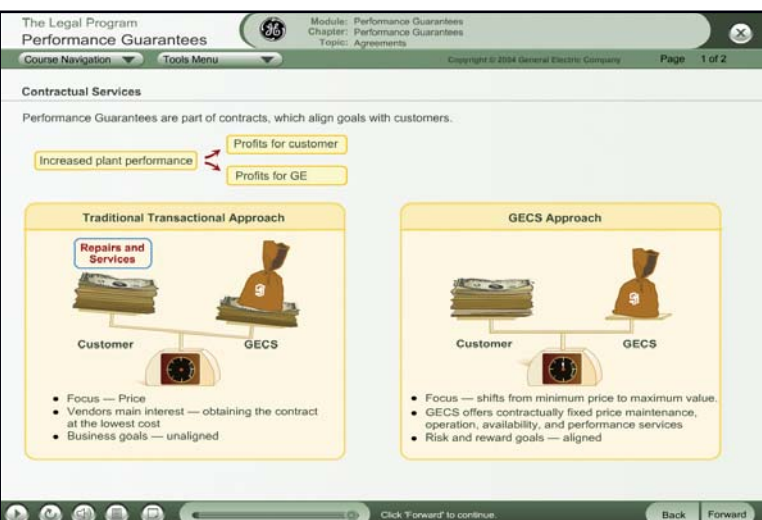 The Legal Program
Performance Guarantees
Module: Performance Guarantees
Chapter: Performance Guarantees
Topic: Agreements
Course Navigation
Tools Menu
Copyright © 2004 General Electric Company
Page 1 of 2
Contractual Services
Performance Guarantees are part of contracts, which align goals with customers.
Increased plant performance
Profits for customer
Profits for GE
Traditional Transactional Approach
Repairs and
Services
Customer
GECS
• Focus — Price
• Vendors main interest — obtaining the contract
at the lowest cost
• Business goals — unaligned
GECS Approach
Customer
GECS
• Focus — shifts from minimum price to maximum value.
• GECS offers contractually fixed price maintenance,
operation, availability, and performance services
• Risk and reward goals — aligned
Click 'Forward' to continue.
Back
Forward